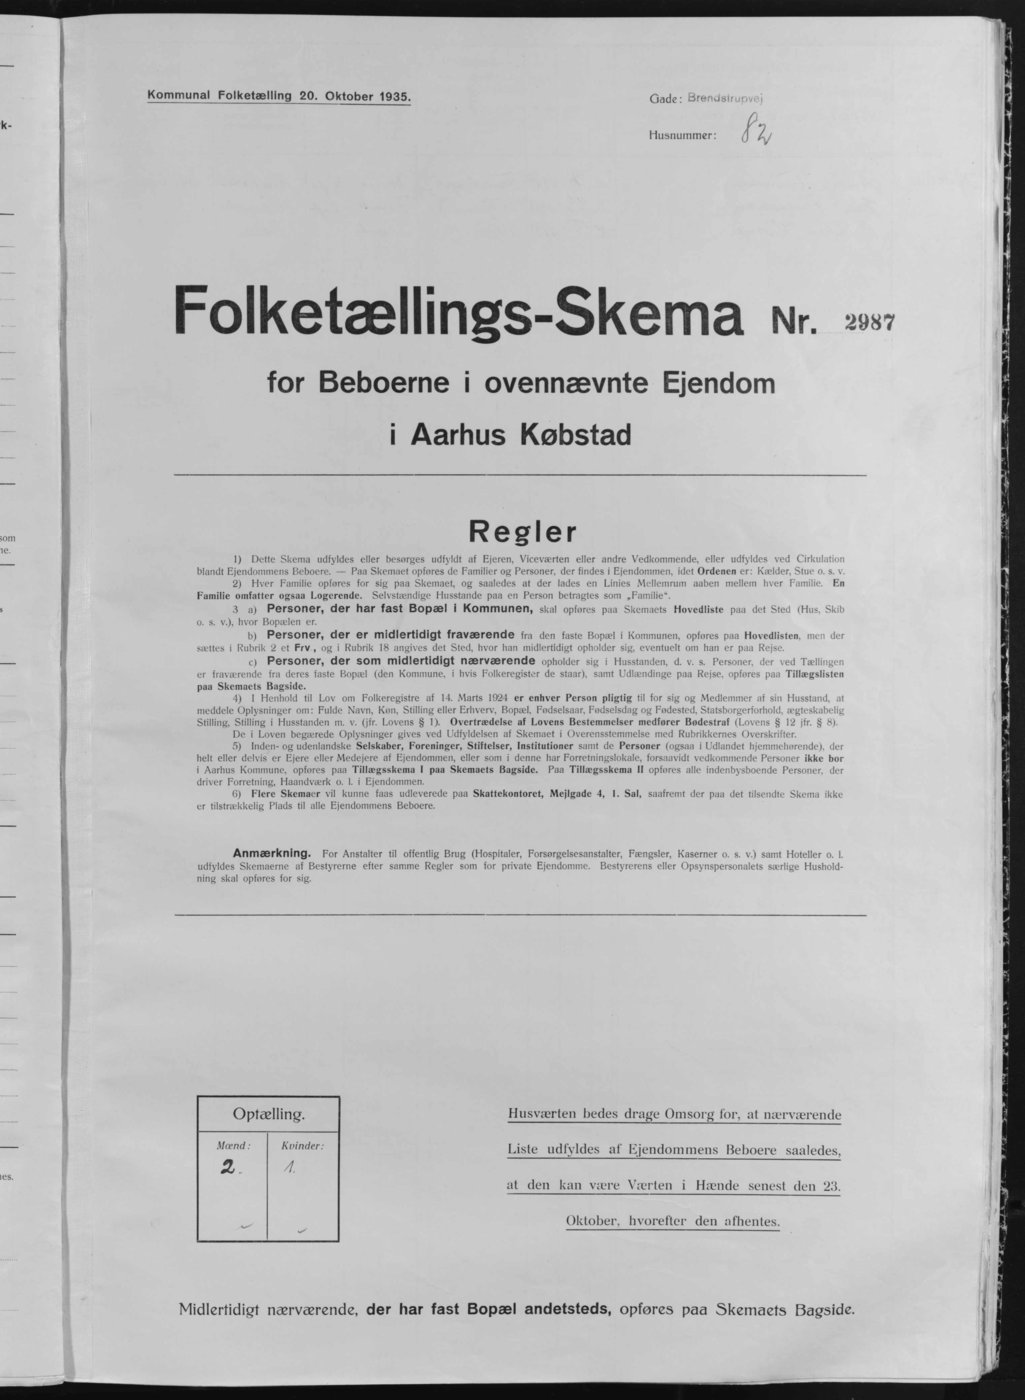 Kommunal Folketælling 20. Oktober 1935.
Gade: Brendstrupvej
Husnummer: 82
Folketællings-Skema Nr. 2987
for Beboerne i ovennævnte Ejendom
i Aarhus Købstad
Regler
1) Dette Skema udfyldes eller besørges udfyldt af Ejeren, Viceværten eller andre Vedkommende, eller udfyldes ved Cirkulation
blandt Ejendommens Beboere. — Paa Skemaet opføres de Familier og Personer, der findes i Ejendommen, idet Ordenen er: Kælder, Stue o. s. v.
2) Hver Familie opføres for sig paa Skemaet, og saaledes at der lades en Linies Mellemrum aaben mellem hver Familie. En
Familie omfatter ogsaa Logerende. Selvstændige Husstande paa en Person betragtes som „Familie".
3 a) Personer, der har fast Bopæl i Kommunen, skal opføres paa Skemaets Hovedliste paa det Sted (Hus, Skib
o. s. v.), hvor Bopælen er.
b) Personer, der er midlertidigt fraværende fra den faste Bopæl i Kommunen, opføres paa Hovedlisten, men der
sættes i Rubrik 2 et Frv, og i Rubrik 18 angives det Sted, hvor han midlertidigt opholder sig, eventuelt om han er paa Rejse.
c) Personer, der som midlertidigt nærværende opholder sig i Husstanden, d. v. s. Personer, der ved Tællingen
er fraværende fra deres faste Bopæl (den Kommune, i hvis Folkeregister de staar), samt Udlændinge paa Rejse, opføres paa Tillægslisten
paa Skemaets Bagside.
4) I Henhold til Lov om Folkeregistre af 14. Marts 1924 er enhver Person pligtig til for sig og Medlemmer af sin Husstand, at
meddele Oplysninger om: Fulde Navn, Køn, Stilling eller Erhverv, Bopæl, Fødselsaar, Fødselsdag og Fødested, Statsborgerforhold, ægteskabelig
Stilling, Stilling i Husstanden m. v. (jfr. Lovens § 1). Overtrædelse af Lovens Bestemmelser medfører Bødestraf (Lovens § 12 jfr. § 8).
De i Loven begærede Oplysninger gives ved Udfyldelsen af Skemaet i Overensstemmelse med Rubrikkernes Overskrifter.
5) Inden- og udenlandske Selskaber, Foreninger, Stiftelser, Institutioner samt de Personer (ogsaa i Udlandet hjemmehørende), der
helt eller delvis er Ejere eller Medejere af Ejendommen, eller som i denne har Forretningslokale, forsaavidt vedkommende Personer ikke bor
i Aarhus Kommune, opføres paa Tillægsskema I paa Skemaets Bagside. Paa Tillægsskema II opføres alle indenbysboende Personer, der
driver Forretning, Haandværk o. l. i Ejendommen.
6) Flere Skemaer vil kunne faas udleverede paa Skattekontoret, Mejlgade 4, 1. Sal, saafremt der paa det tilsendte Skema ikke
er tilstrækkelig Plads til alle Ejendommens Beboere.
Anmærkning. For Anstalter til offentlig Brug (Hospitaler, Forsørgelsesanstalter, Fængsler, Kaserner o. s. v.) samt Hoteller o. l.
udfyldes Skemaerne af Bestyrerne efter samme Regler som for private Ejendomme. Bestyrerens eller Opsynspersonalets særlige Hushold-
ning skal opføres for sig.
Optælling.
Mænd: Kvinder:
2. 1.
Husværten bedes drage Omsorg for, at nærværende
Liste udfyldes af Ejendommens Beboere saaledes,
at den kan være Værten i Hænde senest den 23.
Oktober, hvorefter den afhentes.
Midlertidigt nærværende, der har fast Bopæl andetsteds, opføres paa Skemaets Bagside.